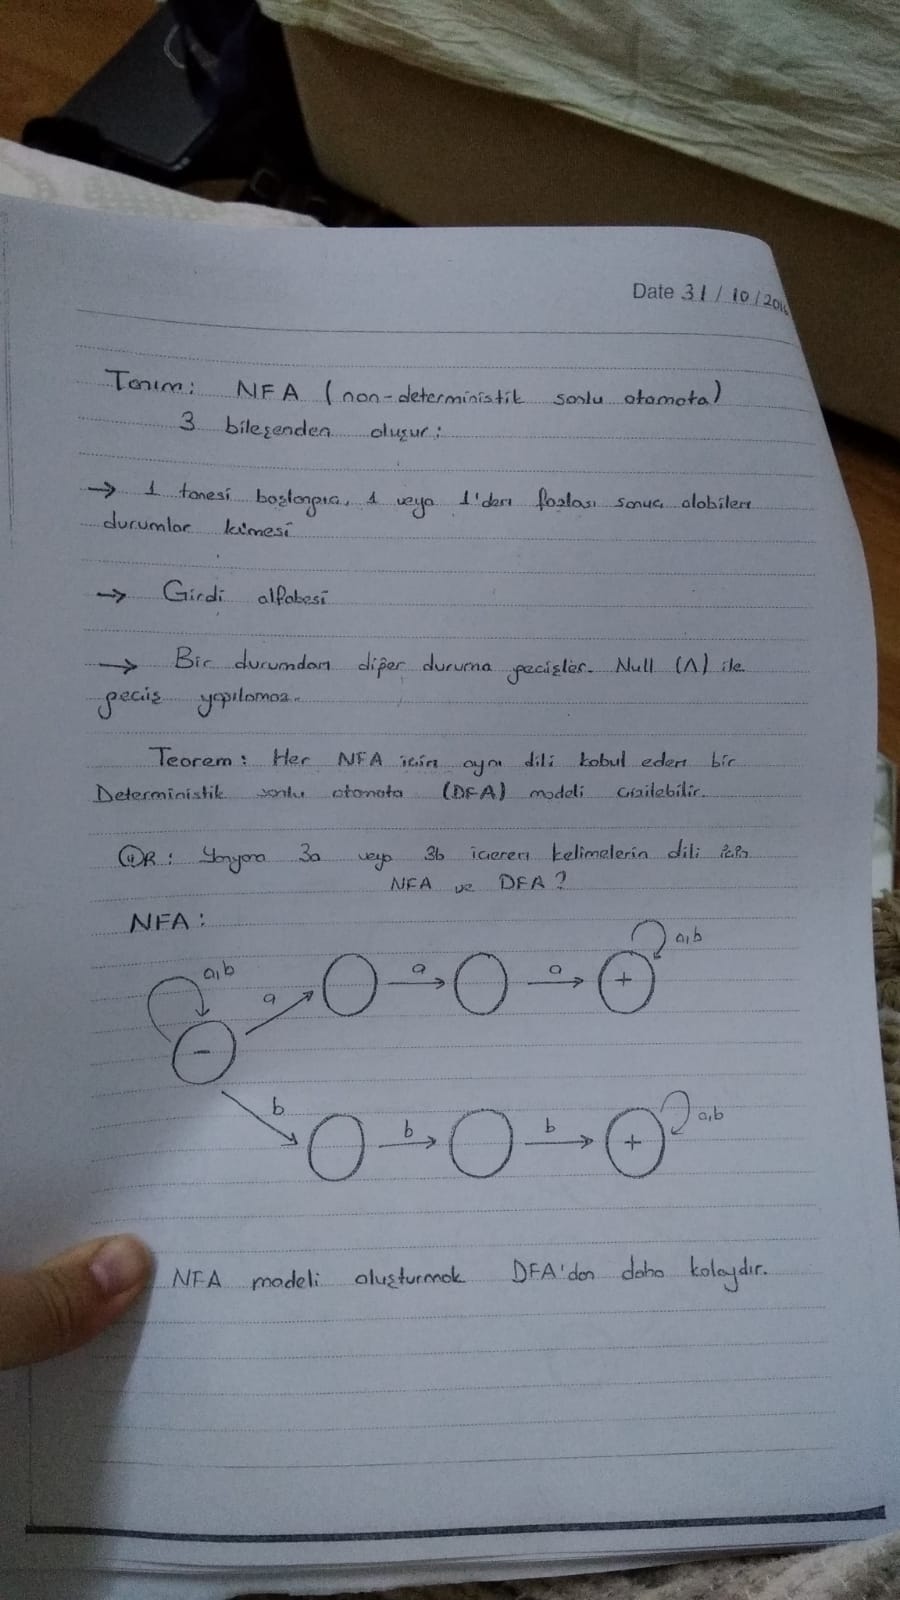 Date 31 / 10 / 2016
Tanım: NFA (non-deterministik sonlu otomata)
3 bileşenden oluşur:
→ 1 tanesi başlangıç, 1 veya 1'den fazlası sonuç olabilen
durumlar kümesi
→ Girdi alfabesi
→ Bir durumdan diğer duruma geçişler. Null (Λ) ile
geçiş yapılamaz.
Teorem: Her NFA için aynı dili kabul eden bir
Deterministik sonlu otomata (DFA) modeli çizilebilir.
ÖR: Yanyana 3a veya 3b içeren kelimelerin dili için
NFA ve DFA?
NFA:
a,b
a
a
a
+
a,b
-
b
b
b
+
a,b
NFA modeli oluşturmak DFA'dan daha kolaydır.